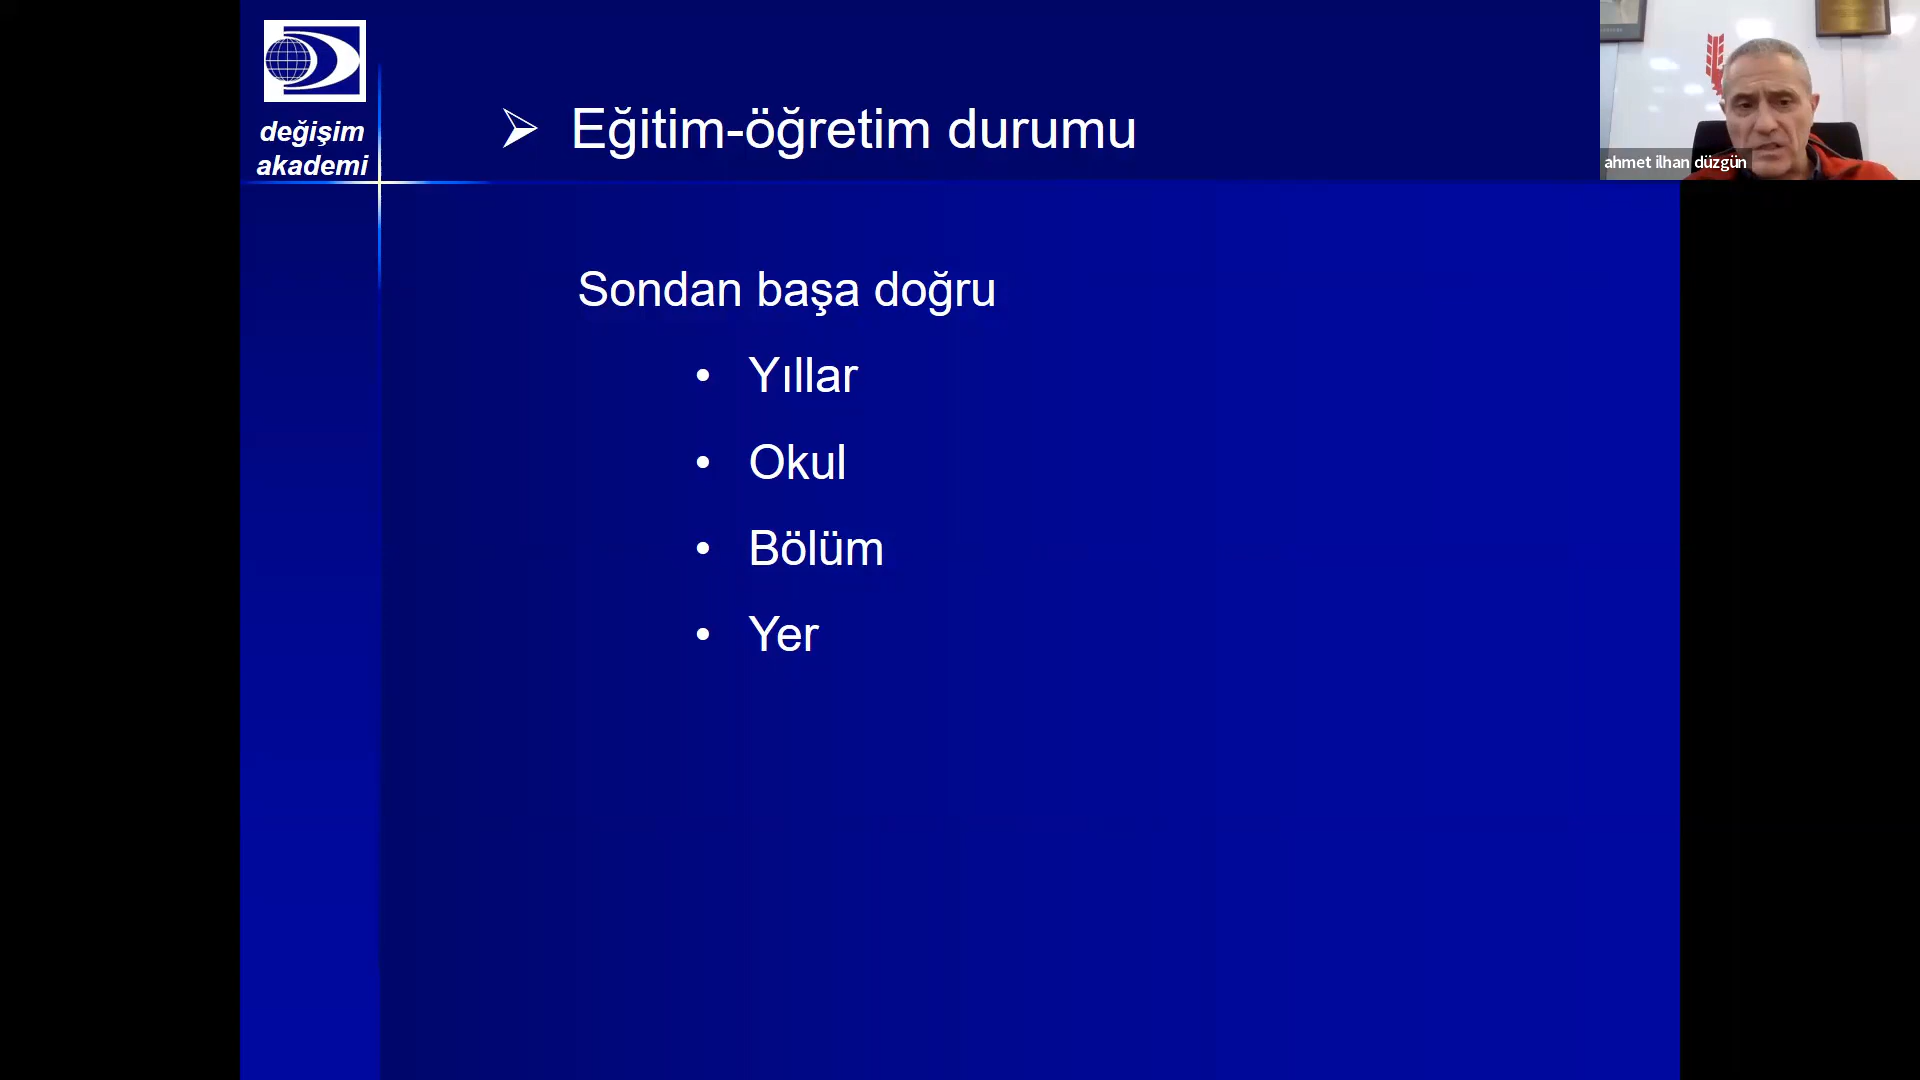 değişim
akademi
Eğitim-öğretim durumu
ahmet ilhan düzgün
Sondan başa doğru
• Yıllar
• Okul
• Bölüm
• Yer